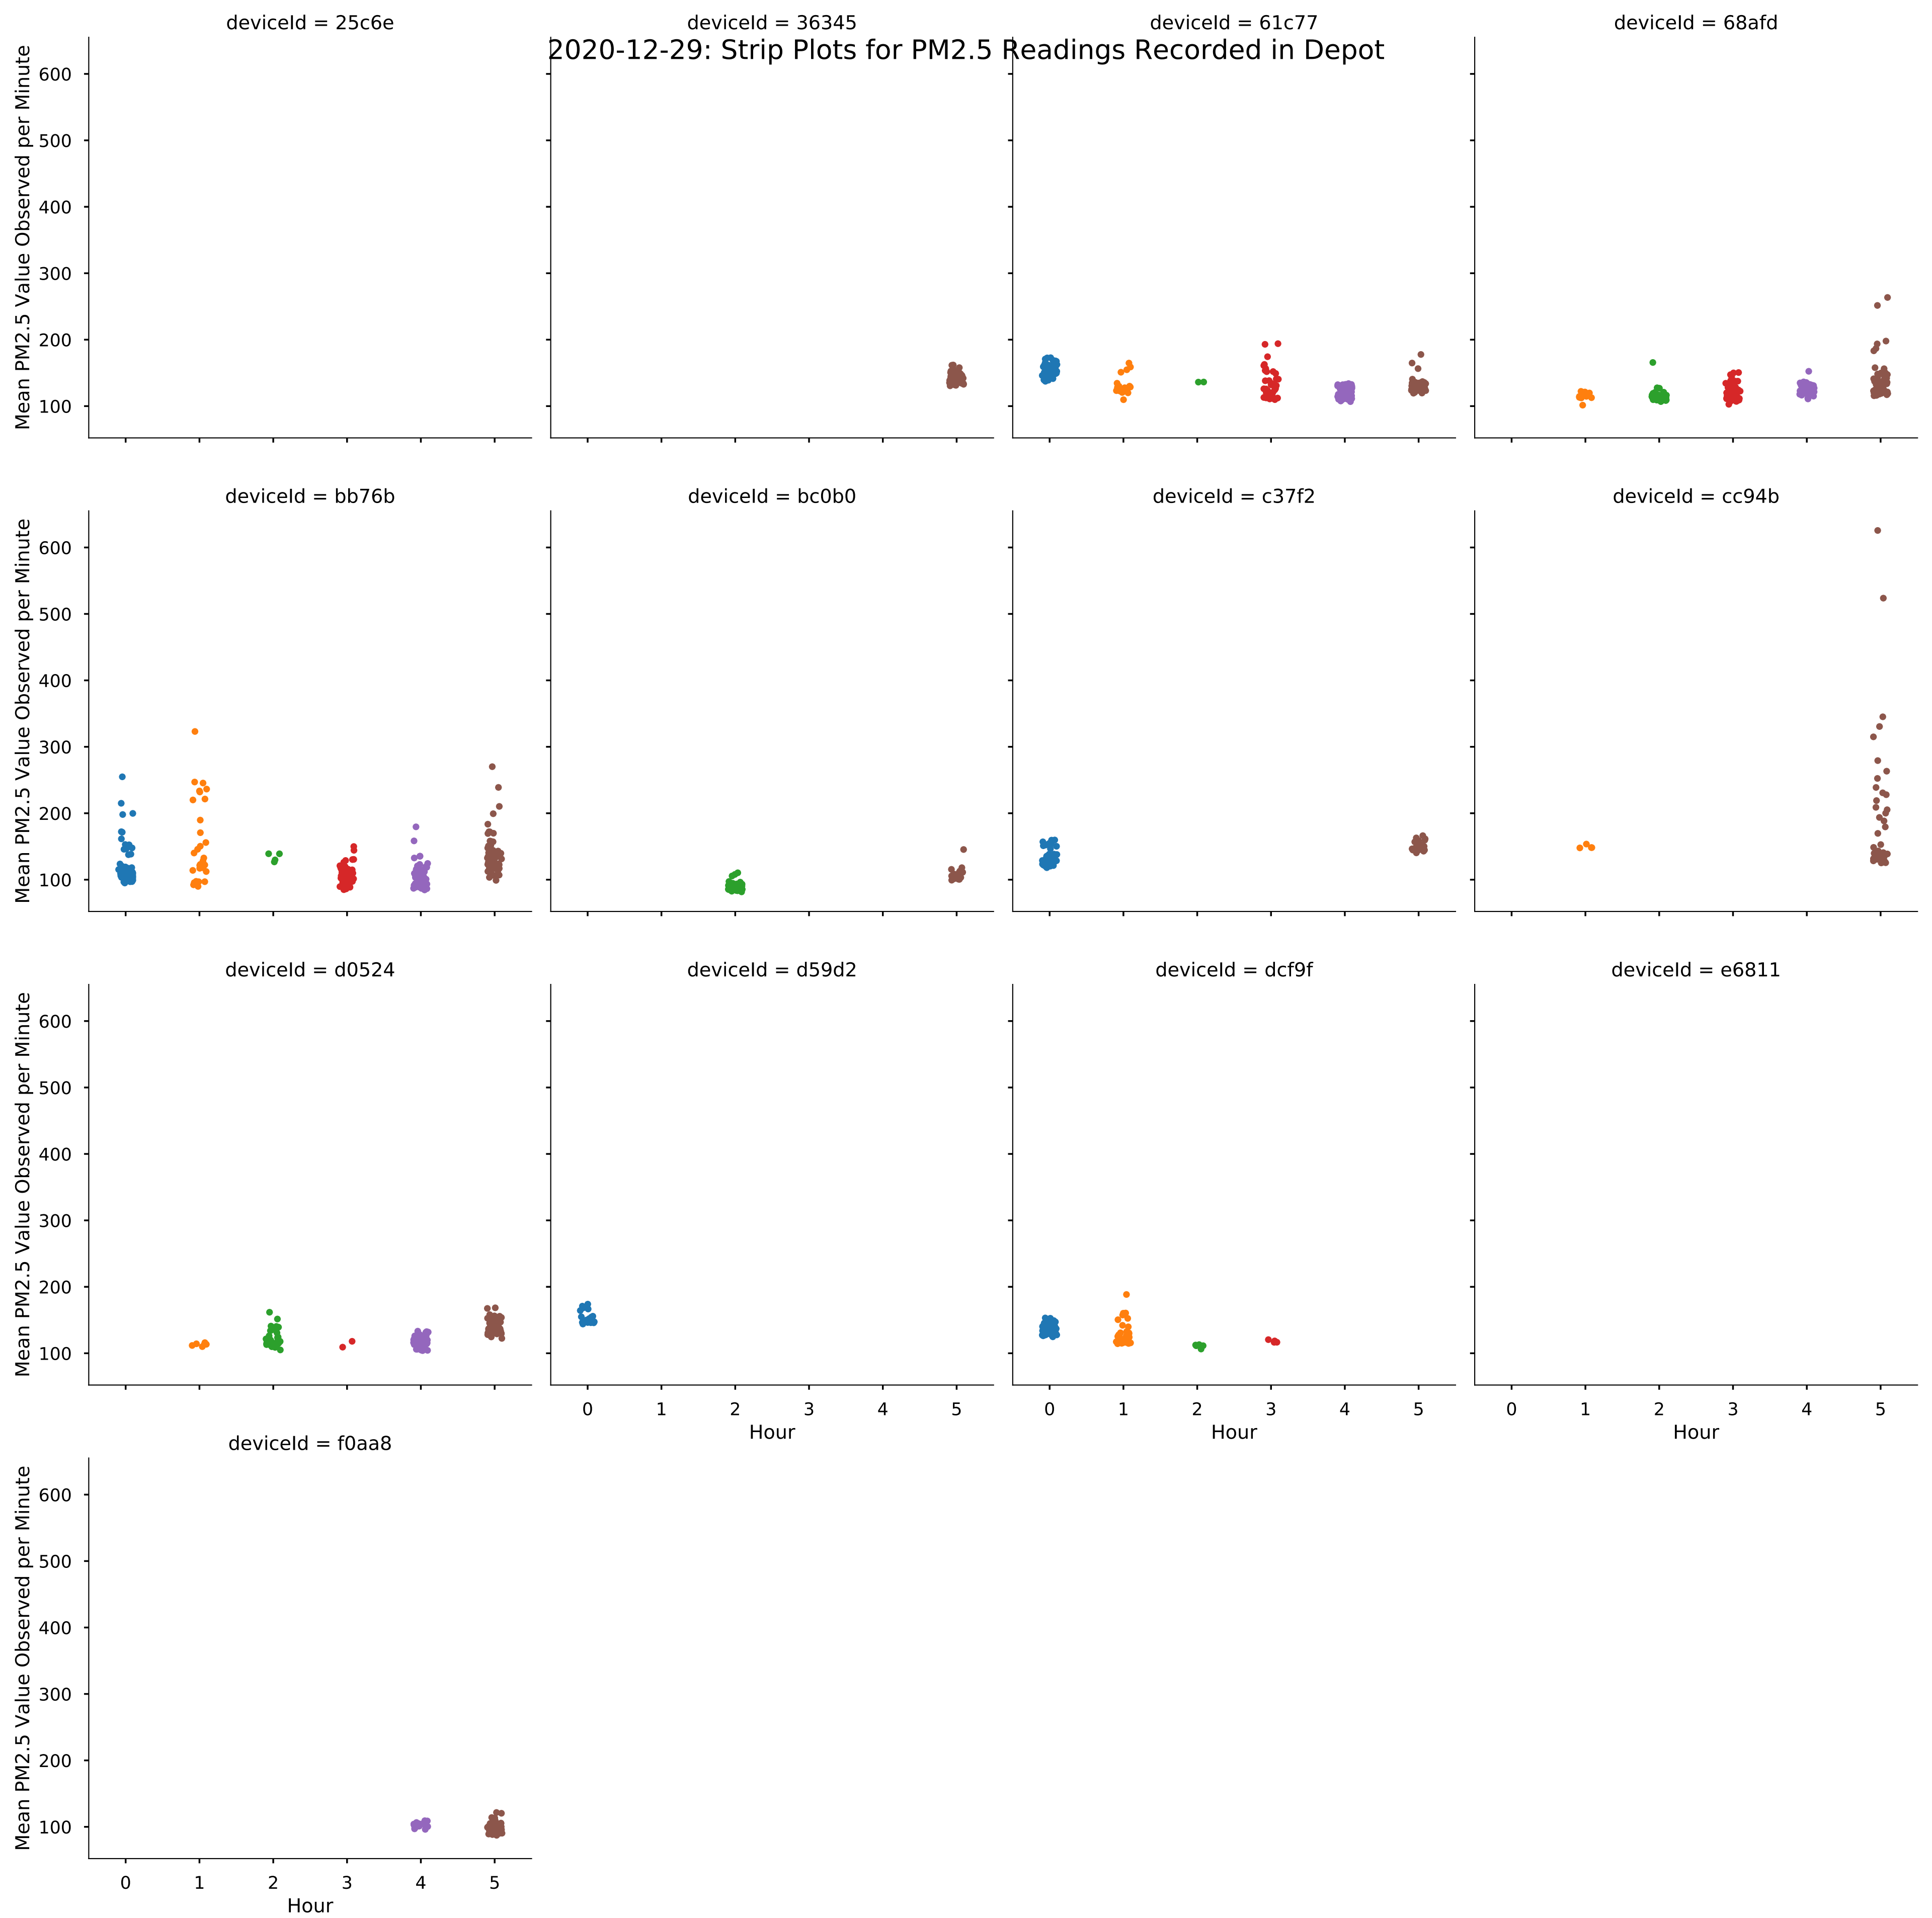 2020-12-29: Strip Plots for PM2.5 Readings Recorded in Depot
deviceId = 25c6e
deviceId = 36345
deviceId = 61c77
deviceId = 68afd
Mean PM2.5 Value Observed per Minute
600
500
400
300
200
100
deviceId = bb76b
deviceId = bc0b0
deviceId = c37f2
deviceId = cc94b
Mean PM2.5 Value Observed per Minute
600
500
400
300
200
100
deviceId = d0524
deviceId = d59d2
deviceId = dcf9f
deviceId = e6811
Mean PM2.5 Value Observed per Minute
600
500
400
300
200
100
0 1 2 3 4 5
Hour
0 1 2 3 4 5
Hour
0 1 2 3 4 5
Hour
deviceId = f0aa8
Mean PM2.5 Value Observed per Minute
600
500
400
300
200
100
0 1 2 3 4 5
Hour